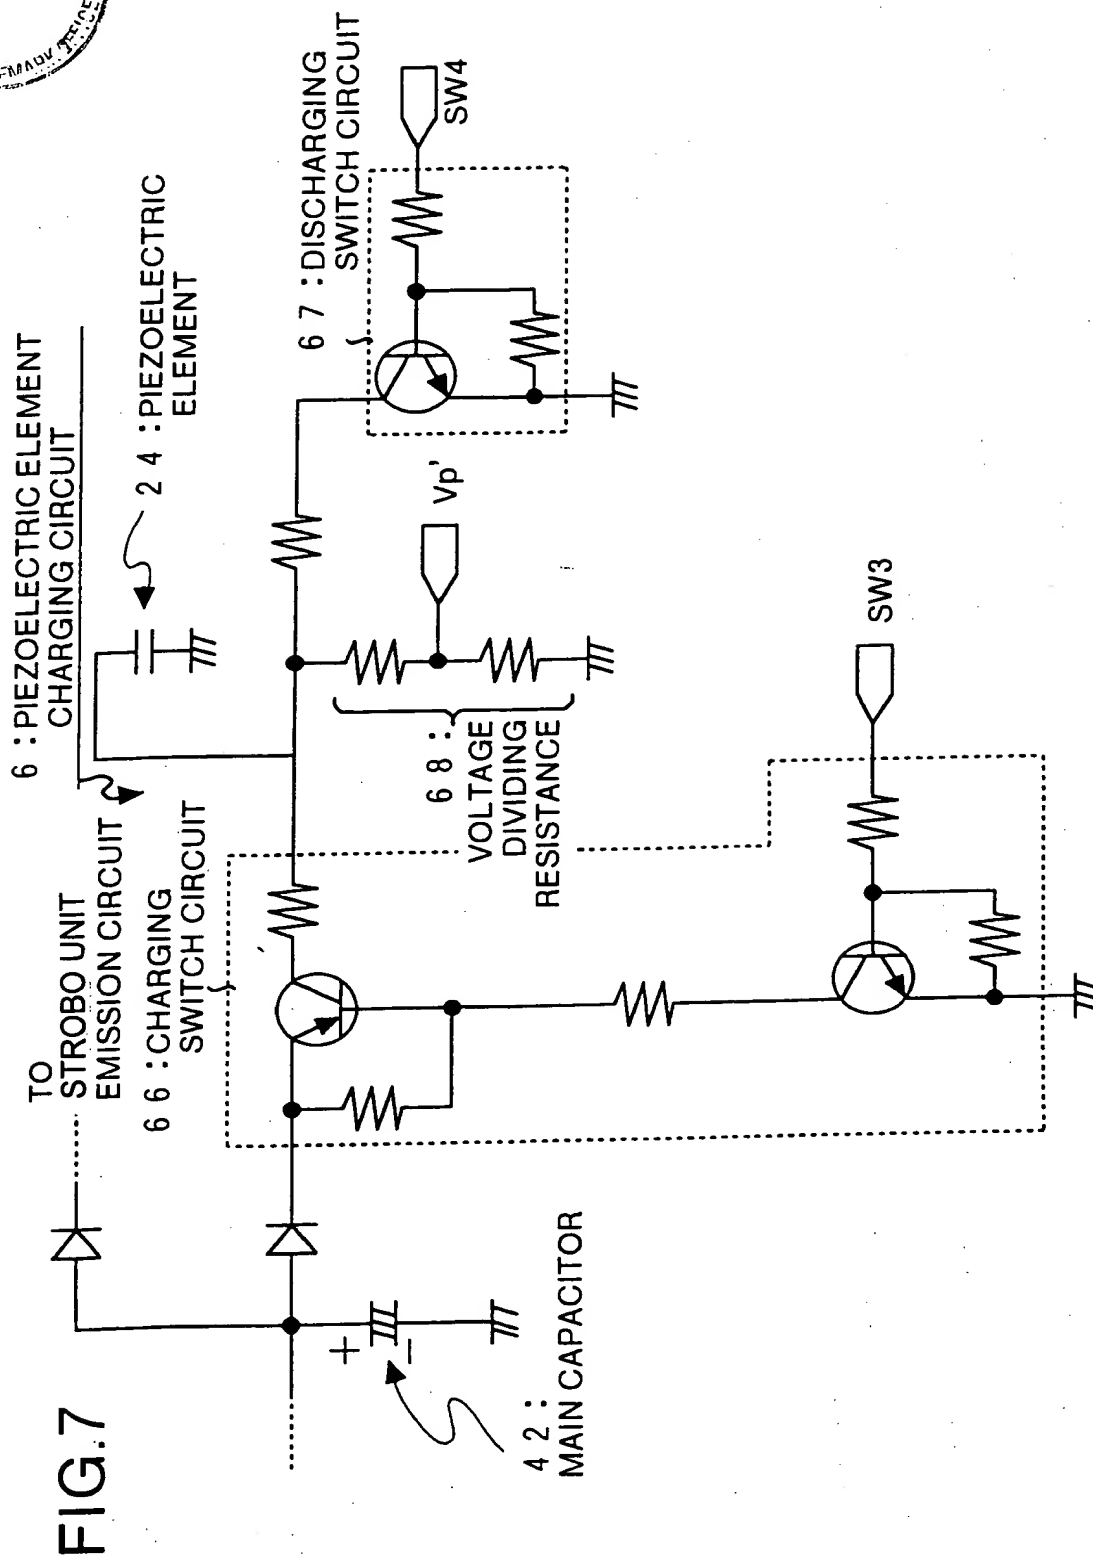 FIG.7
6 : PIEZOELECTRIC ELEMENT
CHARGING CIRCUIT
2 4 : PIEZOELECTRIC
ELEMENT
6 7 : DISCHARGING
SWITCH CIRCUIT
SW4
TO
STROBO UNIT
EMISSION CIRCUIT
6 6 : CHARGING
SWITCH CIRCUIT
Vp'
6 8 :
VOLTAGE
DIVIDING
RESISTANCE
SW3
+
−
4 2 :
MAIN CAPACITOR